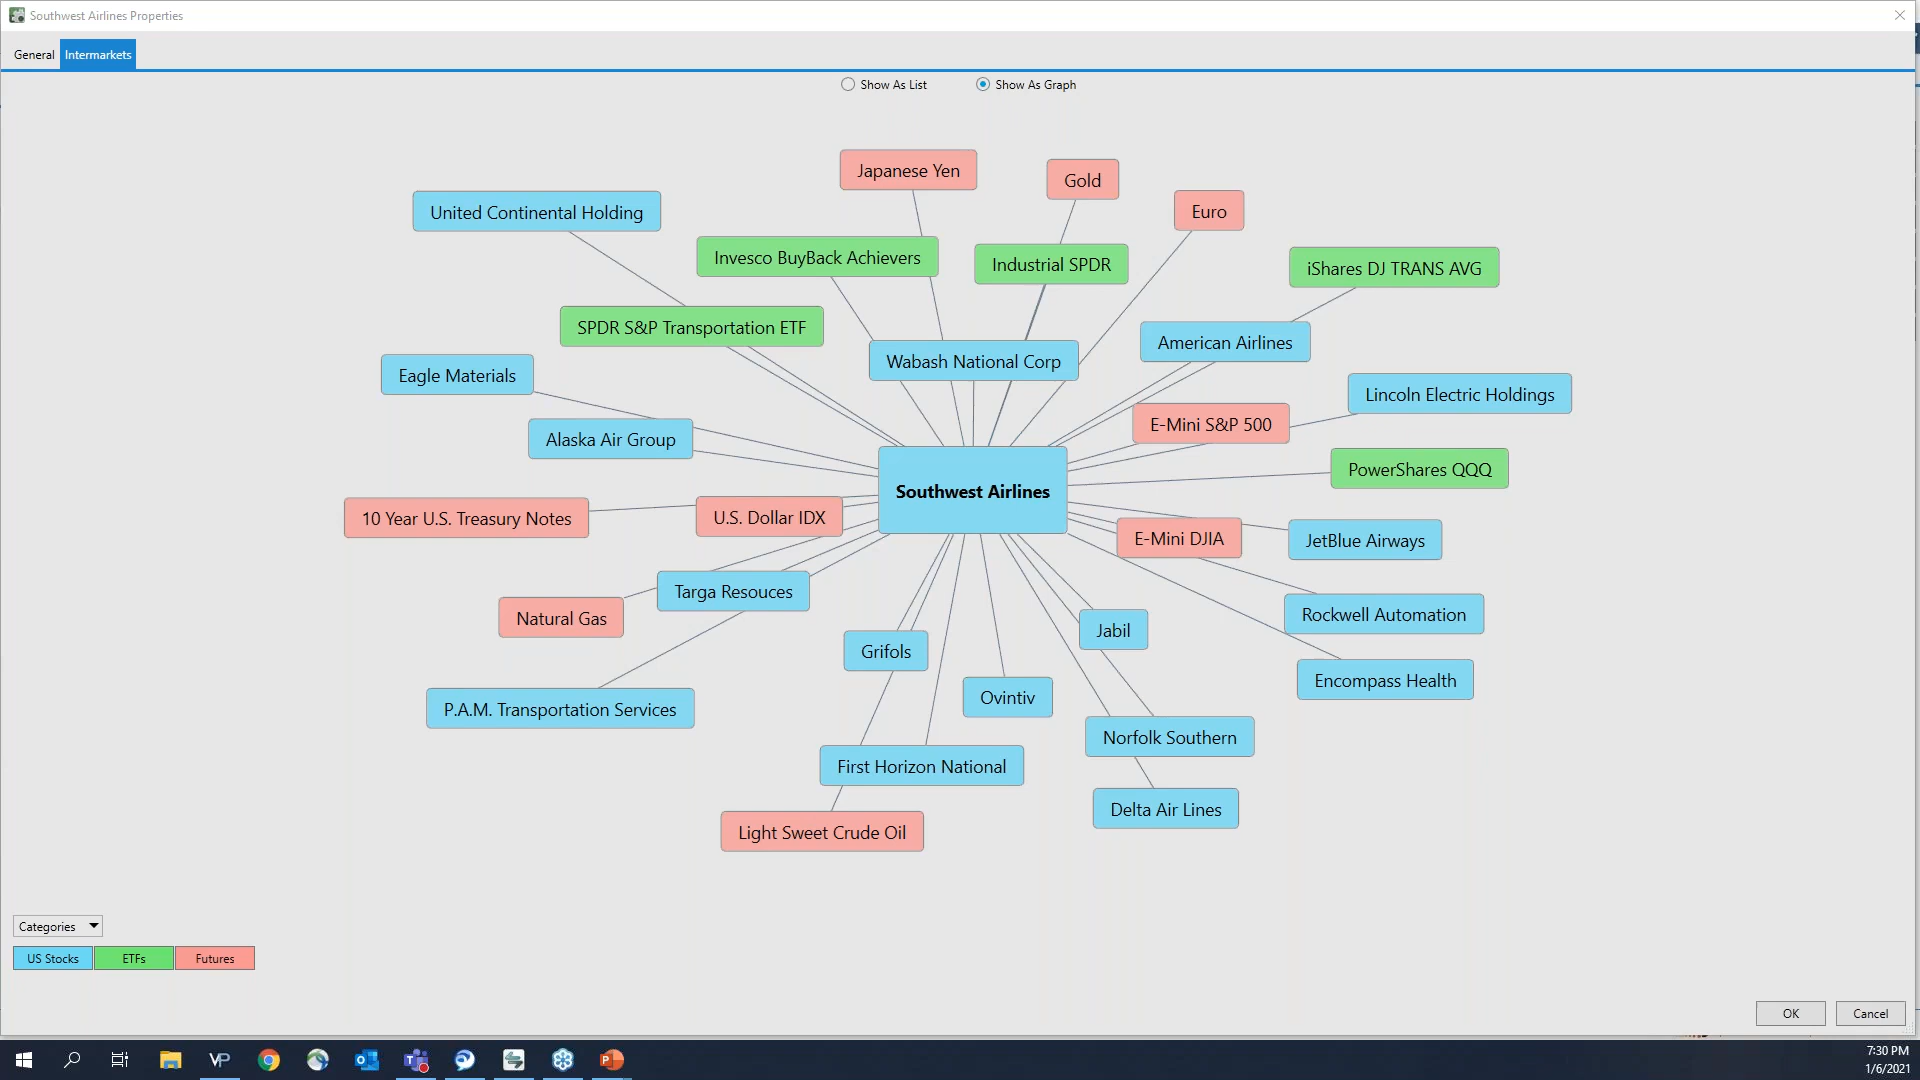 Southwest Airlines Properties
General
Intermarkets
Show As List
Show As Graph
Japanese Yen
Gold
United Continental Holding
Euro
Invesco BuyBack Achievers
Industrial SPDR
iShares DJ TRANS AVG
SPDR S&P Transportation ETF
American Airlines
Wabash National Corp
Eagle Materials
Lincoln Electric Holdings
E-Mini S&P 500
Alaska Air Group
PowerShares QQQ
Southwest Airlines
10 Year U.S. Treasury Notes
U.S. Dollar IDX
E-Mini DJIA
JetBlue Airways
Targa Resouces
Natural Gas
Rockwell Automation
Jabil
Grifols
Encompass Health
Ovintiv
P.A.M. Transportation Services
Norfolk Southern
First Horizon National
Delta Air Lines
Light Sweet Crude Oil
Categories
US Stocks
ETFs
Futures
OK
Cancel
7:30 PM
1/6/2021